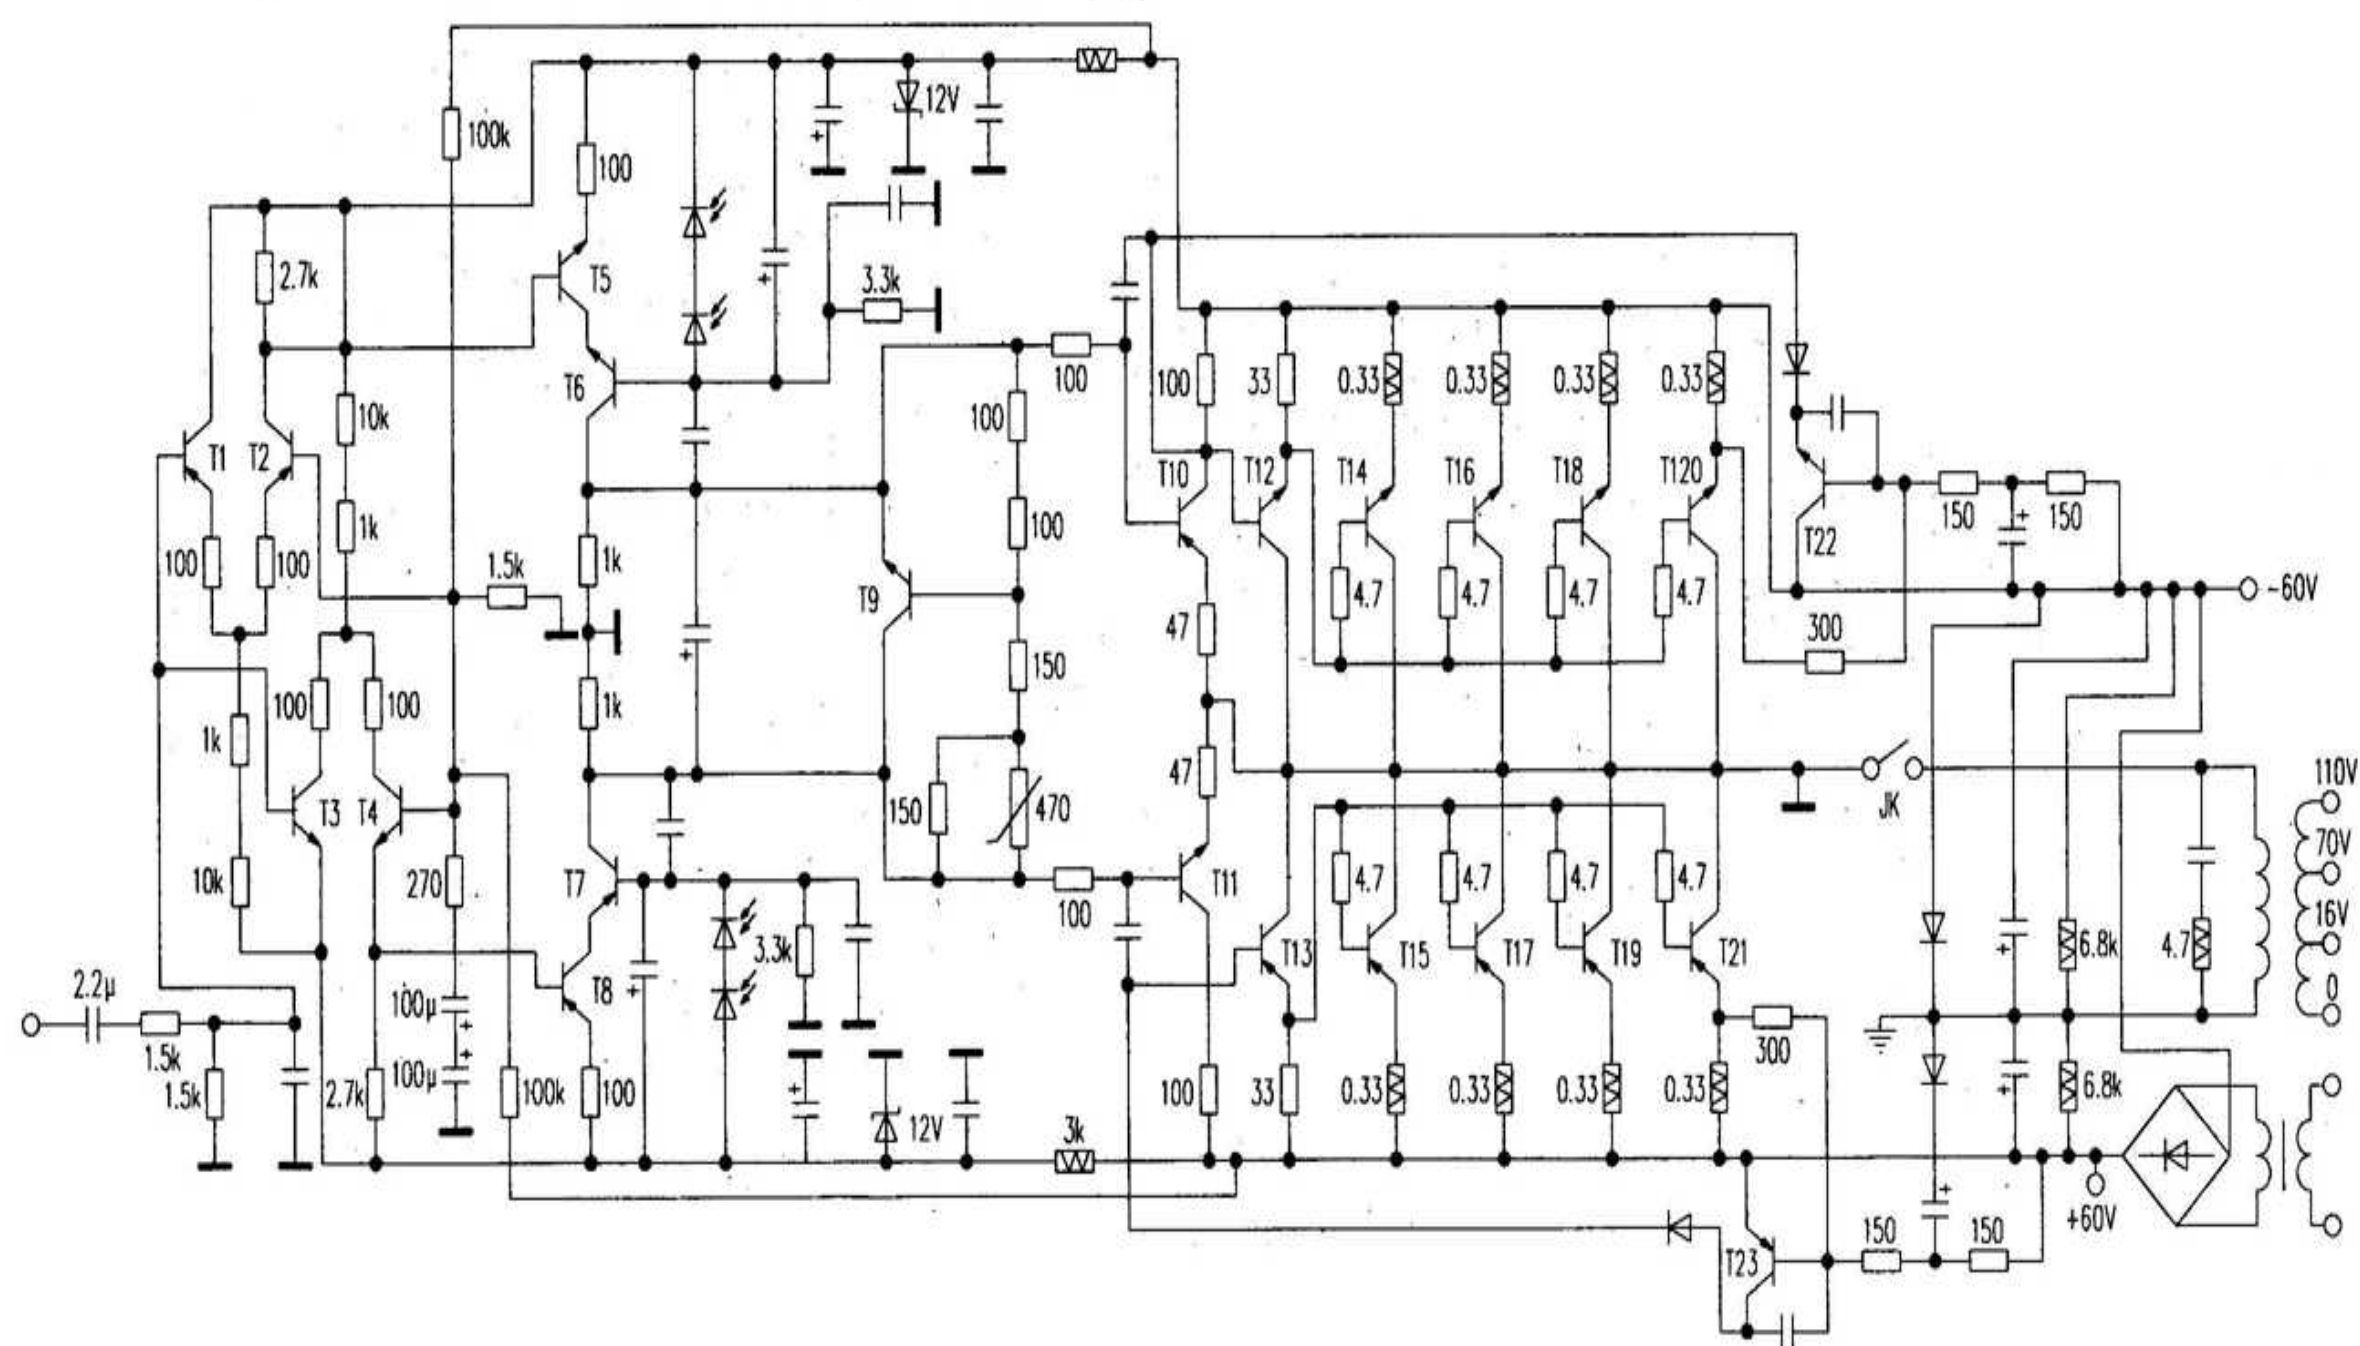 100k
100
12V
2.7k
T5
3.3k
T6
100
100
10k
100
33
0.33
0.33
0.33
0.33
T1
T2
T10
T12
T14
T16
T18
T120
1k
100
150
150
T22
100
100
1.5k
1k
T9
4.7
4.7
4.7
4.7
~60V
47
300
150
100
100
1k
1k
47
110V
JK
70V
T3
T4
150
470
4.7
4.7
4.7
4.7
10k
270
T7
T11
16V
100
T13
T15
T17
T19
T21
6.8k
4.7
3.3k
0
2.2µ
100µ
T8
1.5k
300
1.5k
100µ
2.7k
100k
100
12V
100
33
0.33
0.33
0.33
0.33
6.8k
3k
+60V
T23
150
150